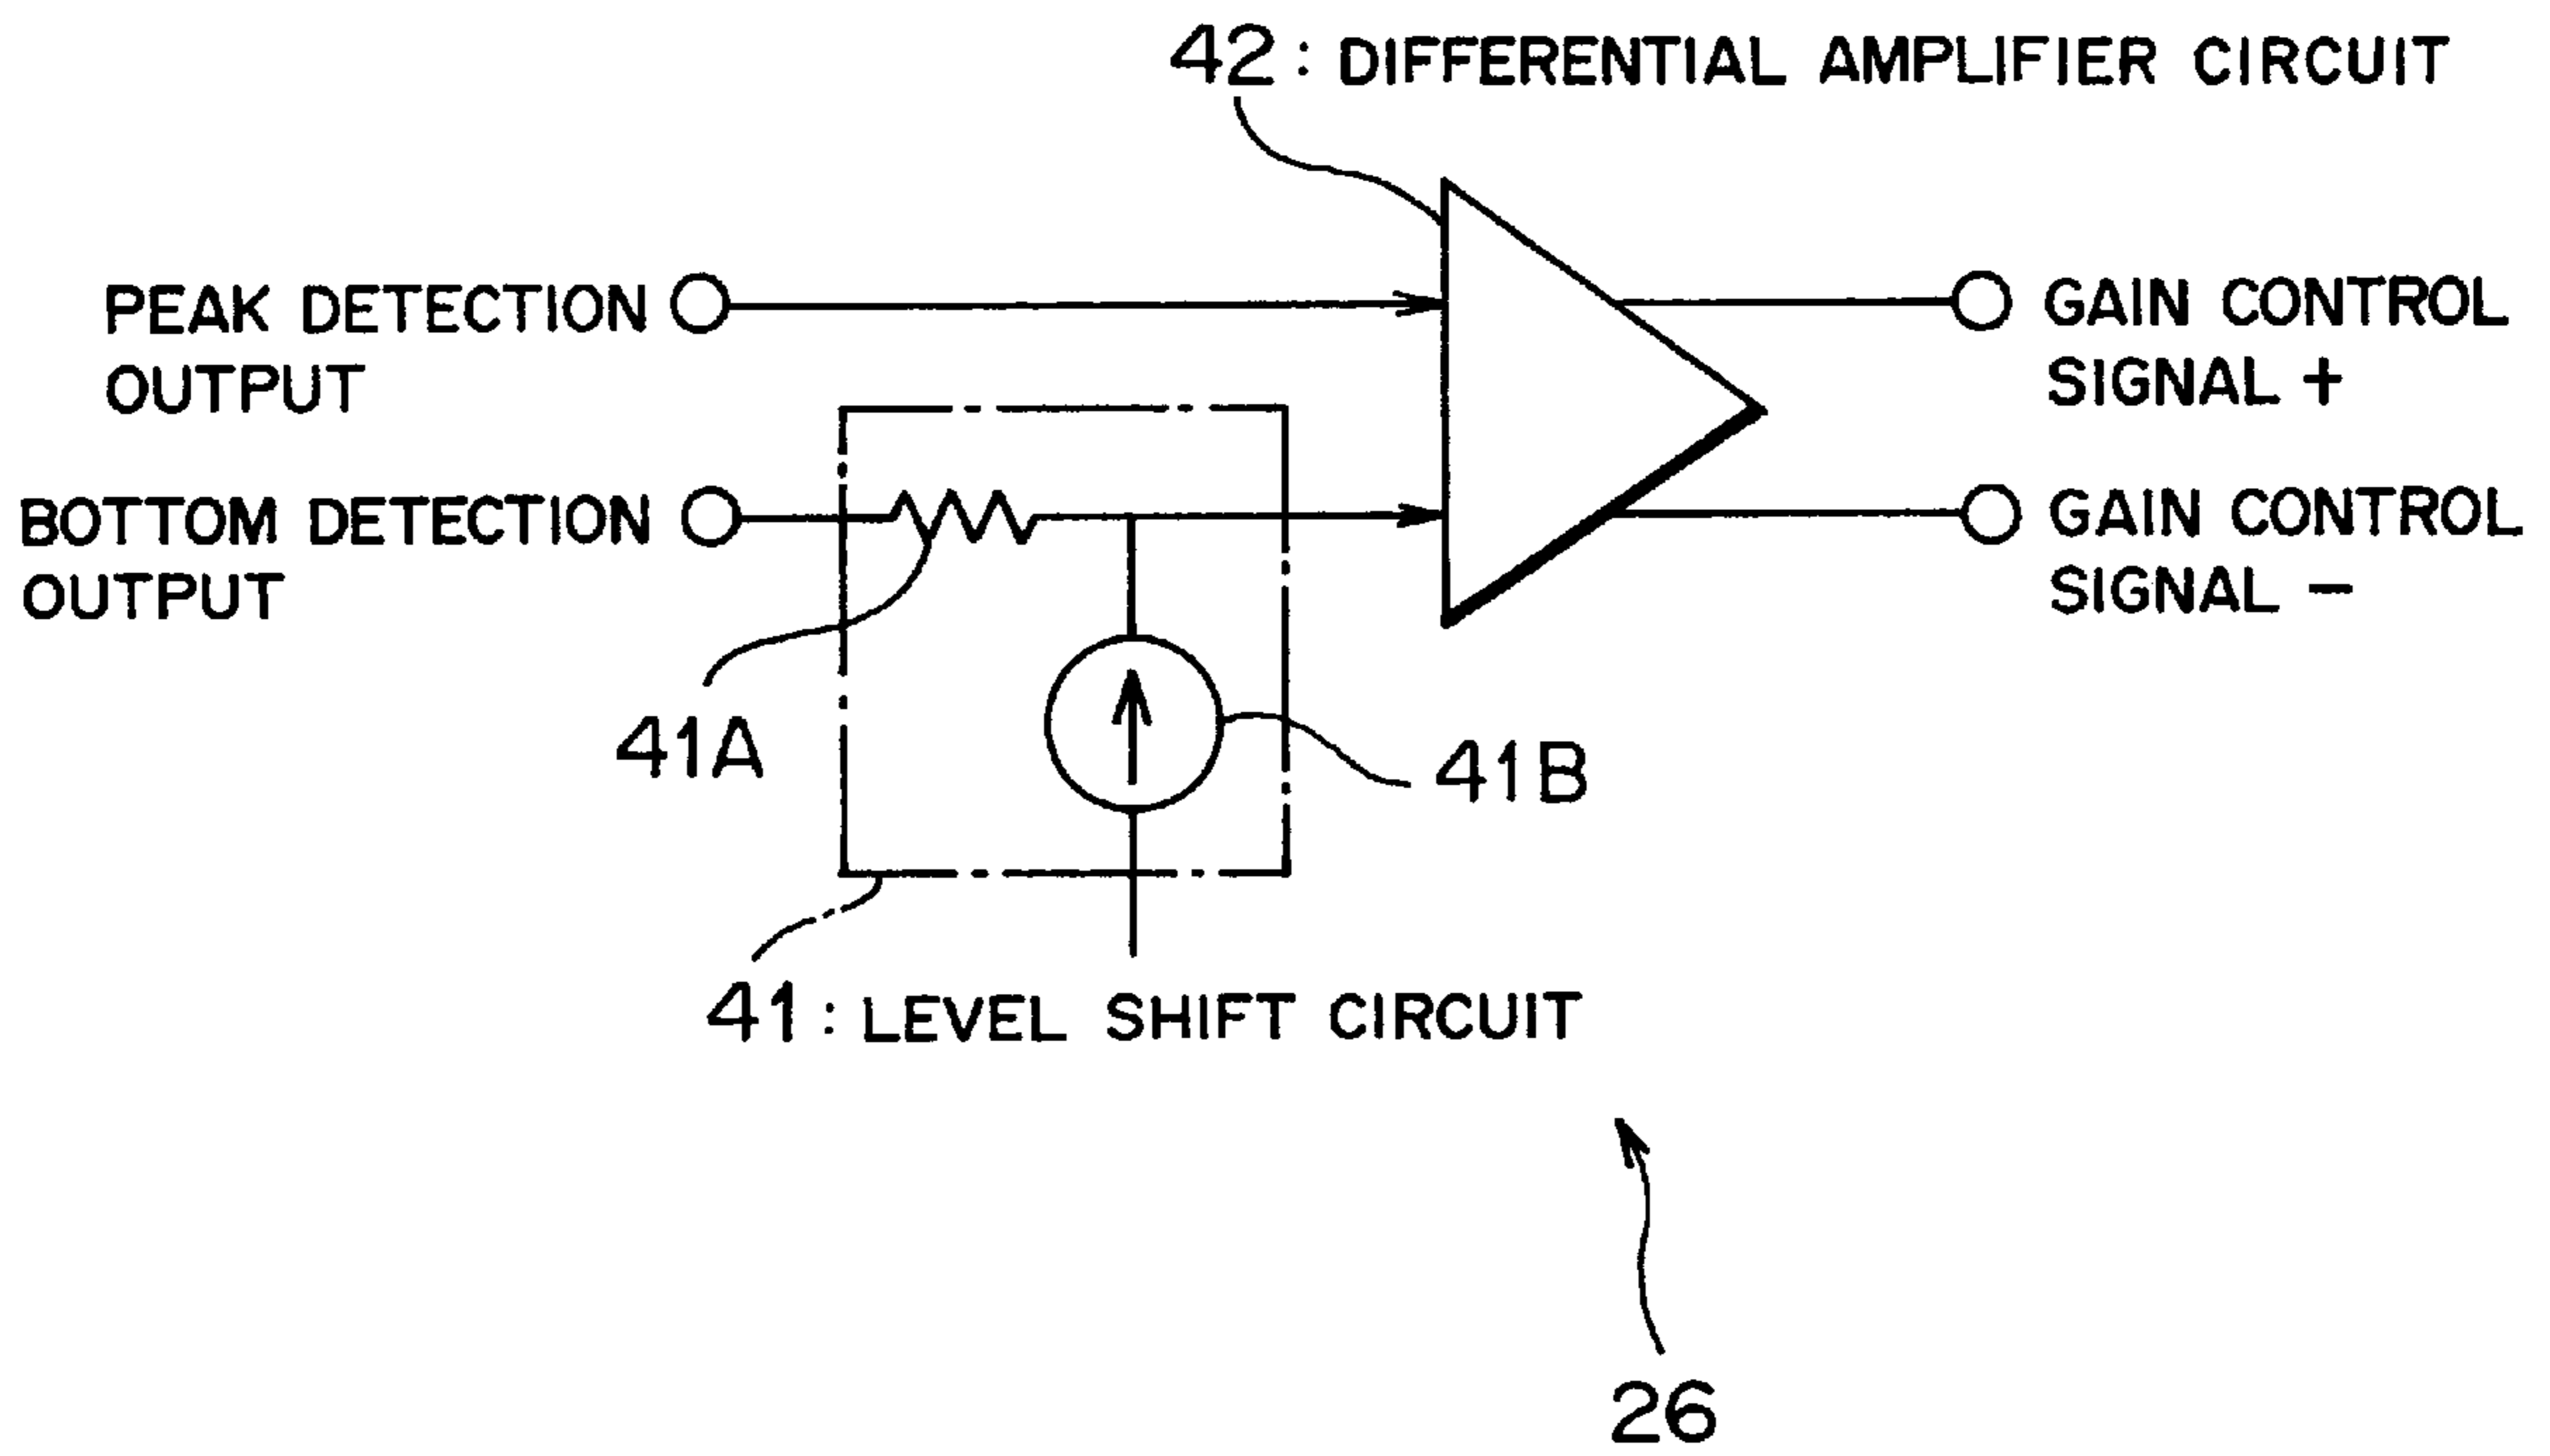 42 : DIFFERENTIAL AMPLIFIER CIRCUIT
PEAK DETECTION
OUTPUT
GAIN CONTROL
SIGNAL +
BOTTOM DETECTION
OUTPUT
GAIN CONTROL
SIGNAL −
41A
41B
41 : LEVEL SHIFT CIRCUIT
26